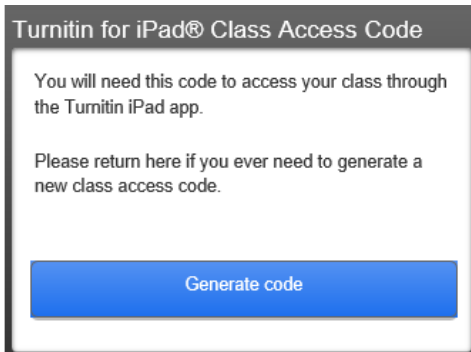 Turnitin for iPad® Class Access Code
You will need this code to access your class through
the Turnitin iPad app.
Please return here if you ever need to generate a
new class access code.
Generate code